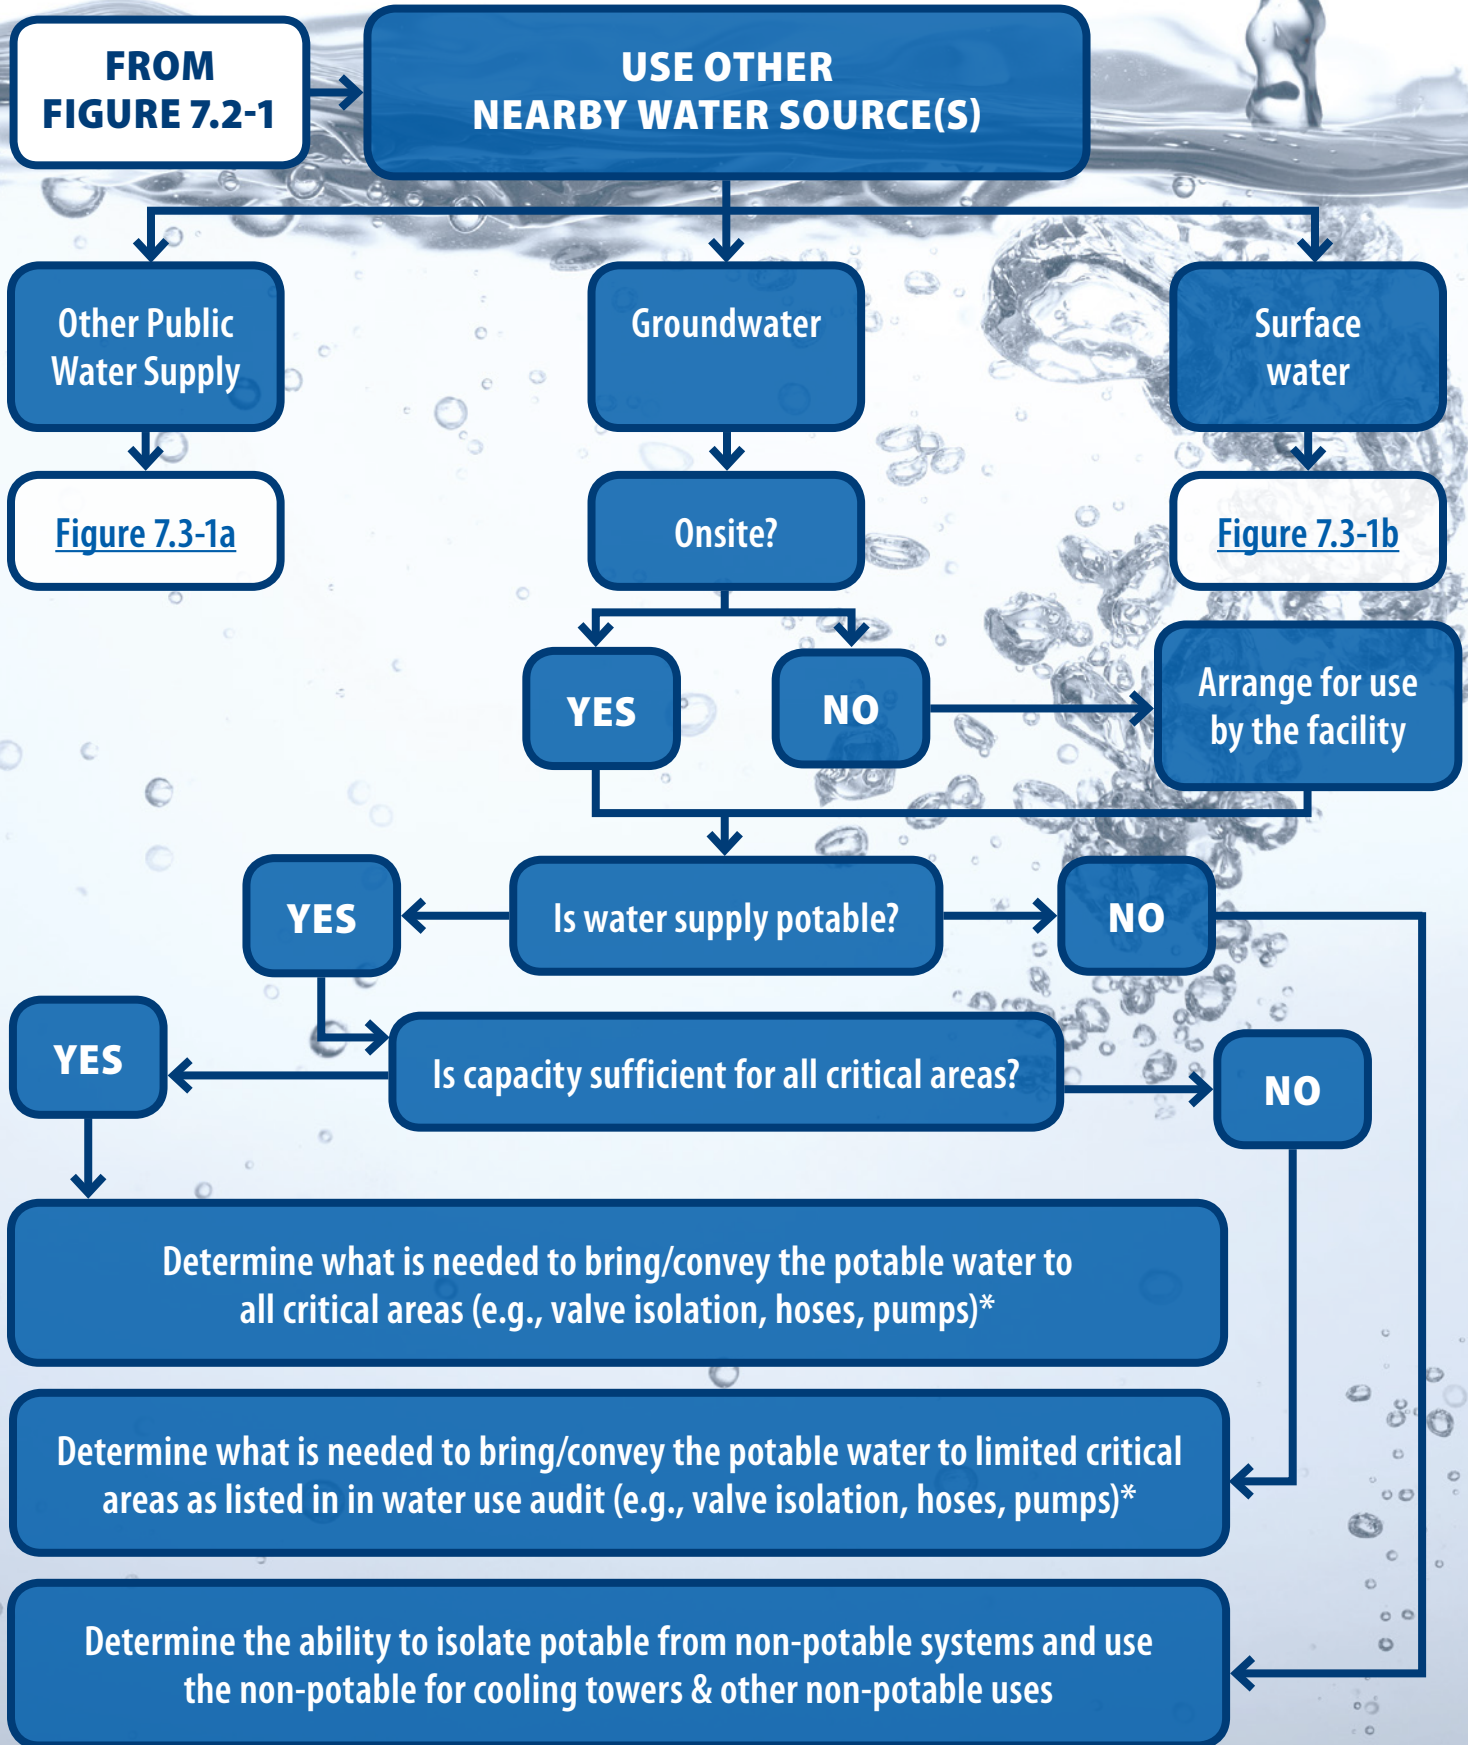 FROM
FIGURE 7.2-1
USE OTHER
NEARBY WATER SOURCE(S)
Other Public
Water Supply
Groundwater
Surface
water
Figure 7.3-1a
Onsite?
Figure 7.3-1b
YES
NO
Arrange for use
by the facility
YES
Is water supply potable?
NO
YES
Is capacity sufficient for all critical areas?
NO
Determine what is needed to bring/convey the potable water to
all critical areas (e.g., valve isolation, hoses, pumps)*
Determine what is needed to bring/convey the potable water to limited critical
areas as listed in in water use audit (e.g., valve isolation, hoses, pumps)*
Determine the ability to isolate potable from non-potable systems and use
the non-potable for cooling towers & other non-potable uses